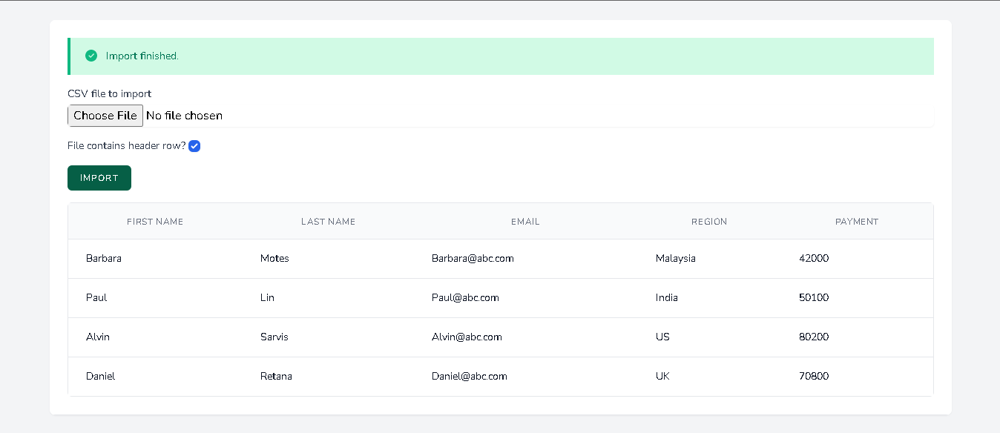 Import finished.
CSV file to import
Choose File No file chosen
File contains header row?
IMPORT
FIRST NAME LAST NAME EMAIL REGION PAYMENT
Barbara Motes Barbara@abc.com Malaysia 42000
Paul Lin Paul@abc.com India 50100
Alvin Sarvis Alvin@abc.com US 80200
Daniel Retana Daniel@abc.com UK 70800